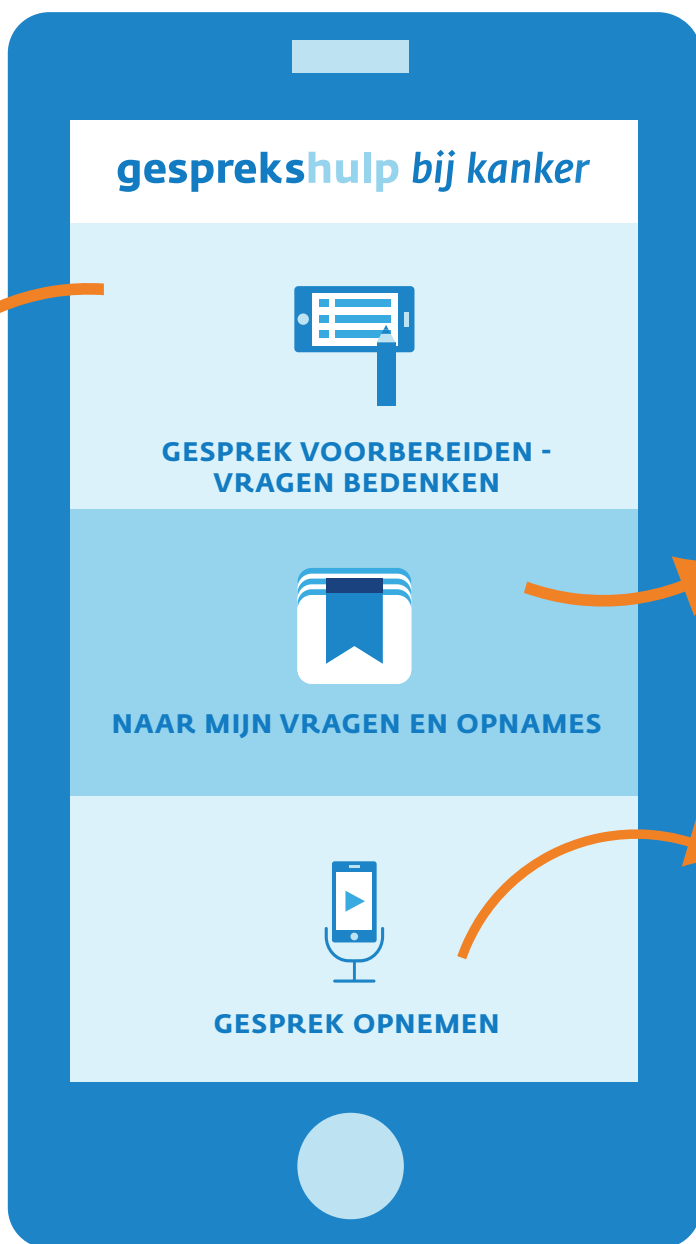 gesprekshulp bij kanker
GESPREK VOORBEREIDEN -
VRAGEN BEDENKEN
NAAR MIJN VRAGEN EN OPNAMES
GESPREK OPNEMEN